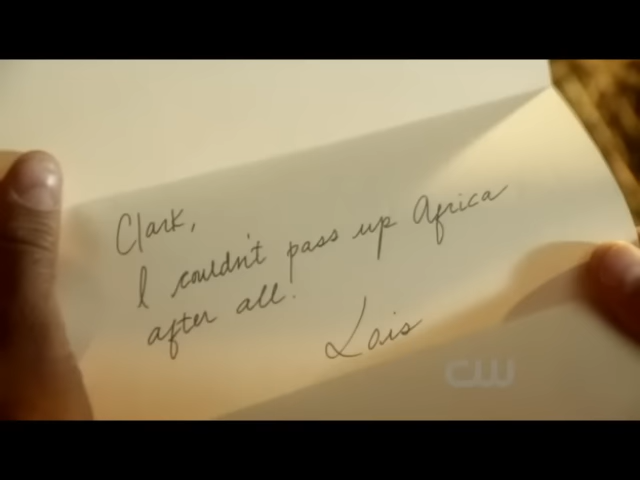 Clark,
I couldn't pass up Africa
after all.
Lois
CW